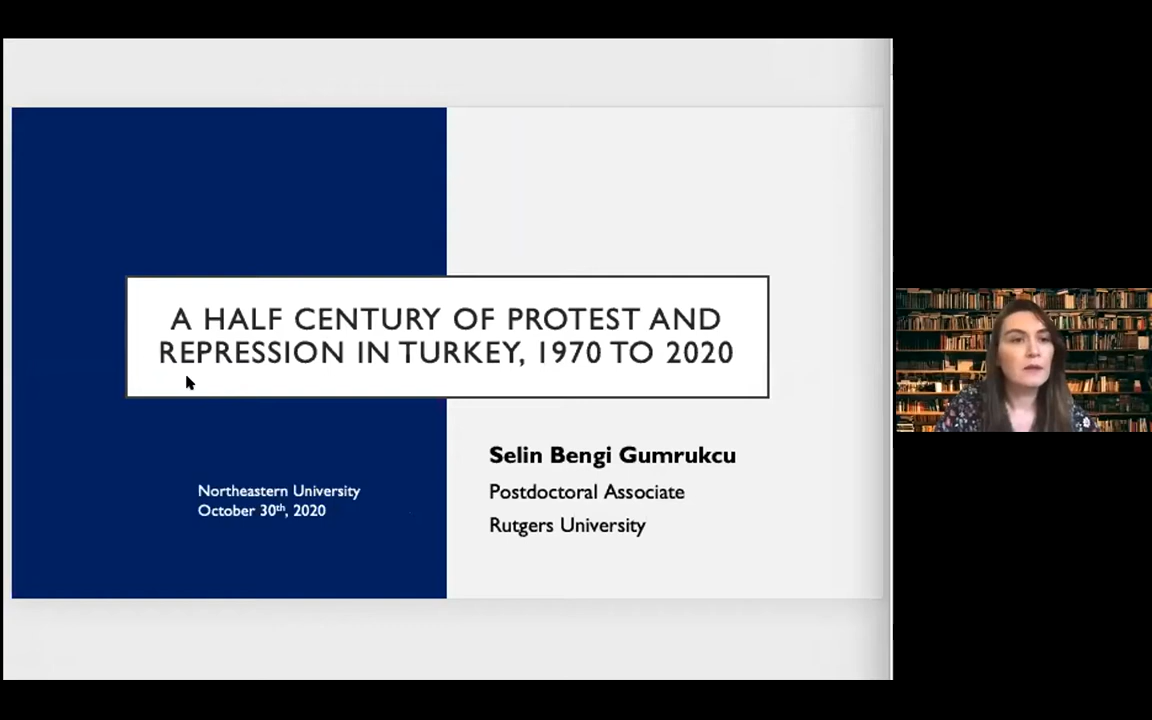 A HALF CENTURY OF PROTEST AND
REPRESSION IN TURKEY, 1970 TO 2020
Selin Bengi Gumrukcu
Postdoctoral Associate
Rutgers University
Northeastern University
October 30th, 2020